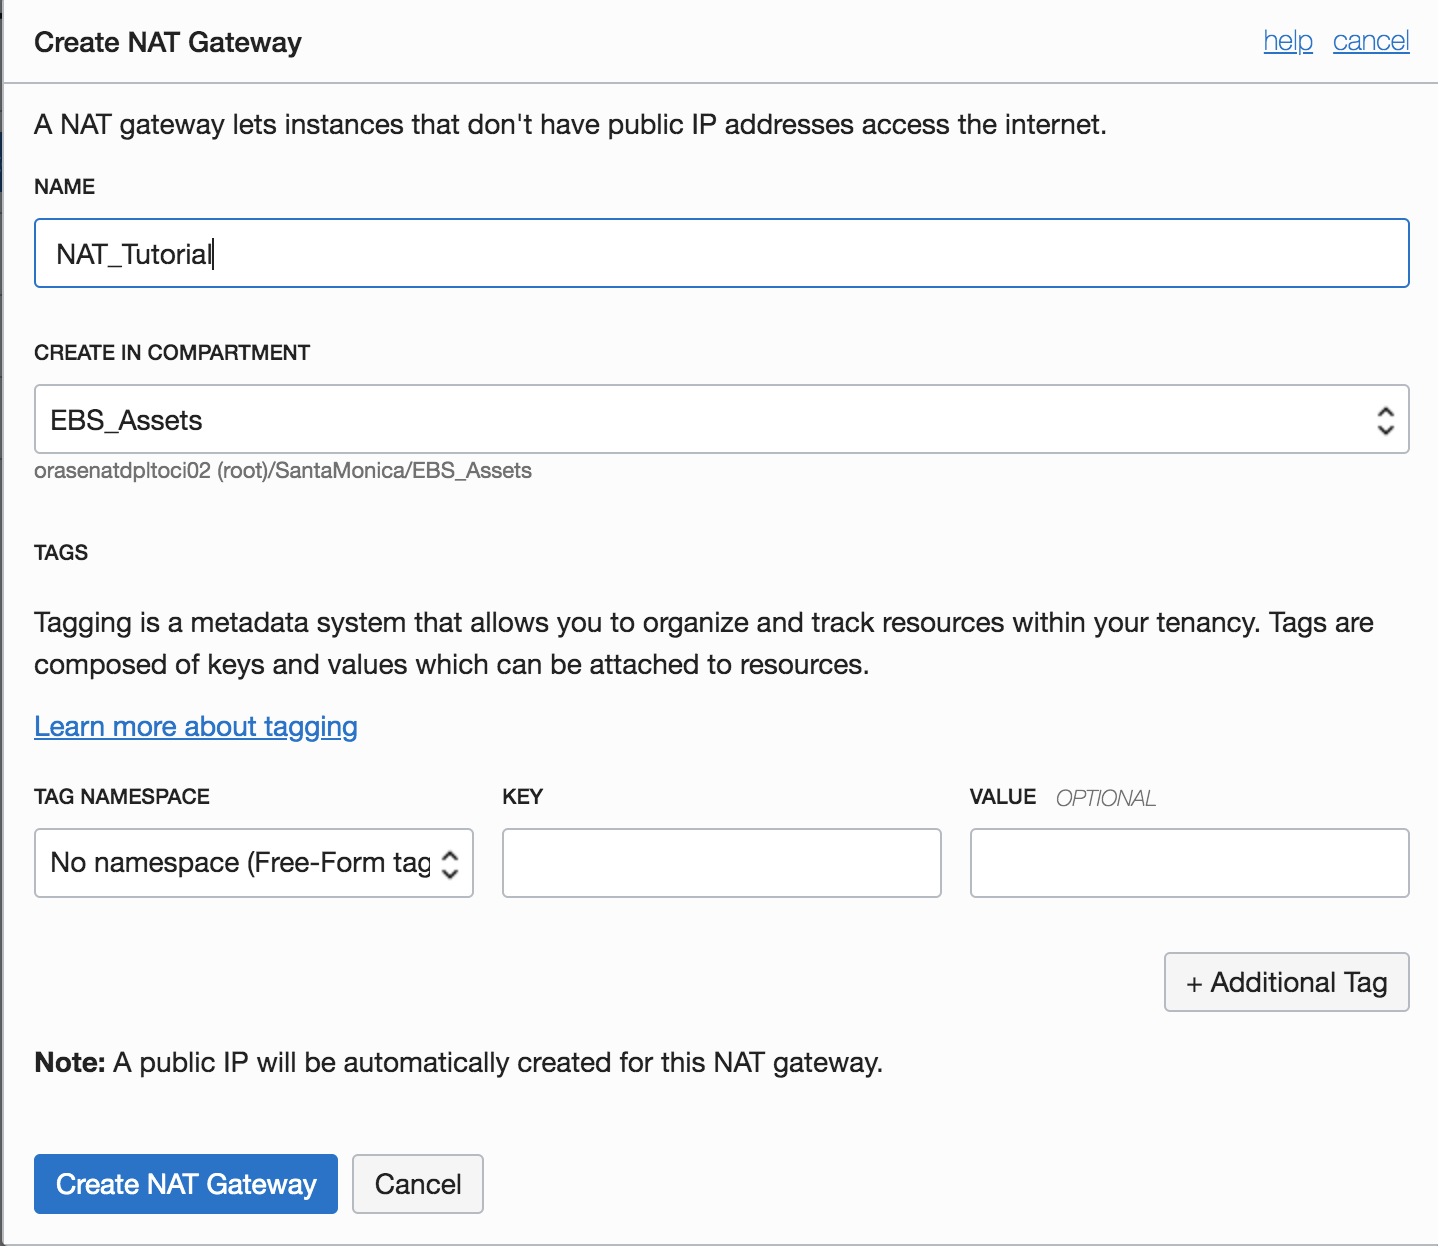 Create NAT Gateway
help cancel
A NAT gateway lets instances that don't have public IP addresses access the internet.
NAME
NAT_Tutorial
CREATE IN COMPARTMENT
EBS_Assets
orasenatdpltoci02 (root)/SantaMonica/EBS_Assets
TAGS
Tagging is a metadata system that allows you to organize and track resources within your tenancy. Tags are
composed of keys and values which can be attached to resources.
Learn more about tagging
TAG NAMESPACE KEY VALUE OPTIONAL
No namespace (Free-Form tag
+ Additional Tag
Note: A public IP will be automatically created for this NAT gateway.
Create NAT Gateway Cancel